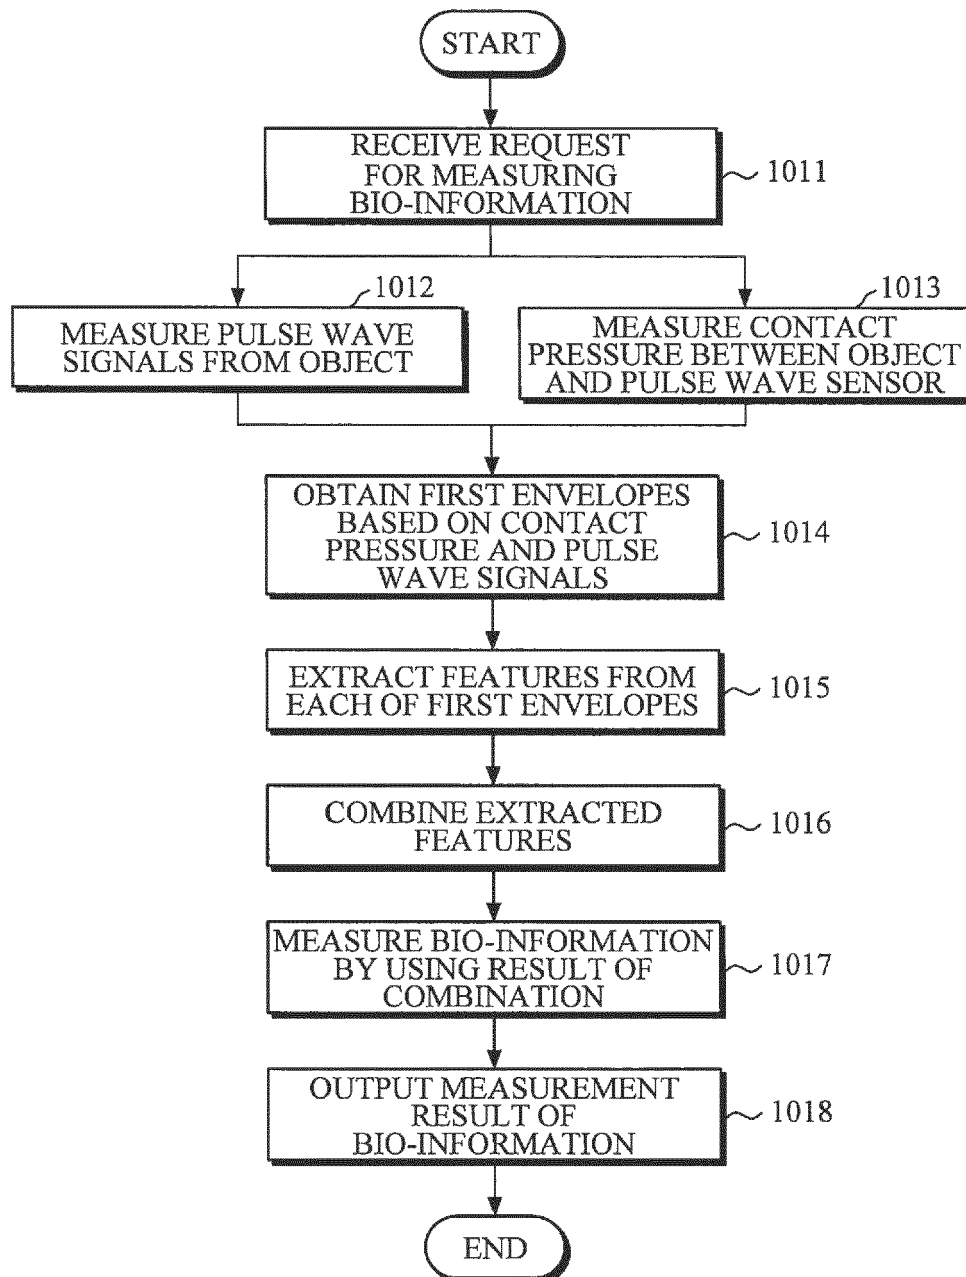 START
RECEIVE REQUEST
FOR MEASURING
BIO-INFORMATION
1011
1012
MEASURE PULSE WAVE
SIGNALS FROM OBJECT
1013
MEASURE CONTACT
PRESSURE BETWEEN OBJECT
AND PULSE WAVE SENSOR
OBTAIN FIRST ENVELOPES
BASED ON CONTACT
PRESSURE AND PULSE
WAVE SIGNALS
1014
EXTRACT FEATURES FROM
EACH OF FIRST ENVELOPES
1015
COMBINE EXTRACTED
FEATURES
1016
MEASURE BIO-INFORMATION
BY USING RESULT OF
COMBINATION
1017
OUTPUT MEASUREMENT
RESULT OF
BIO-INFORMATION
1018
END